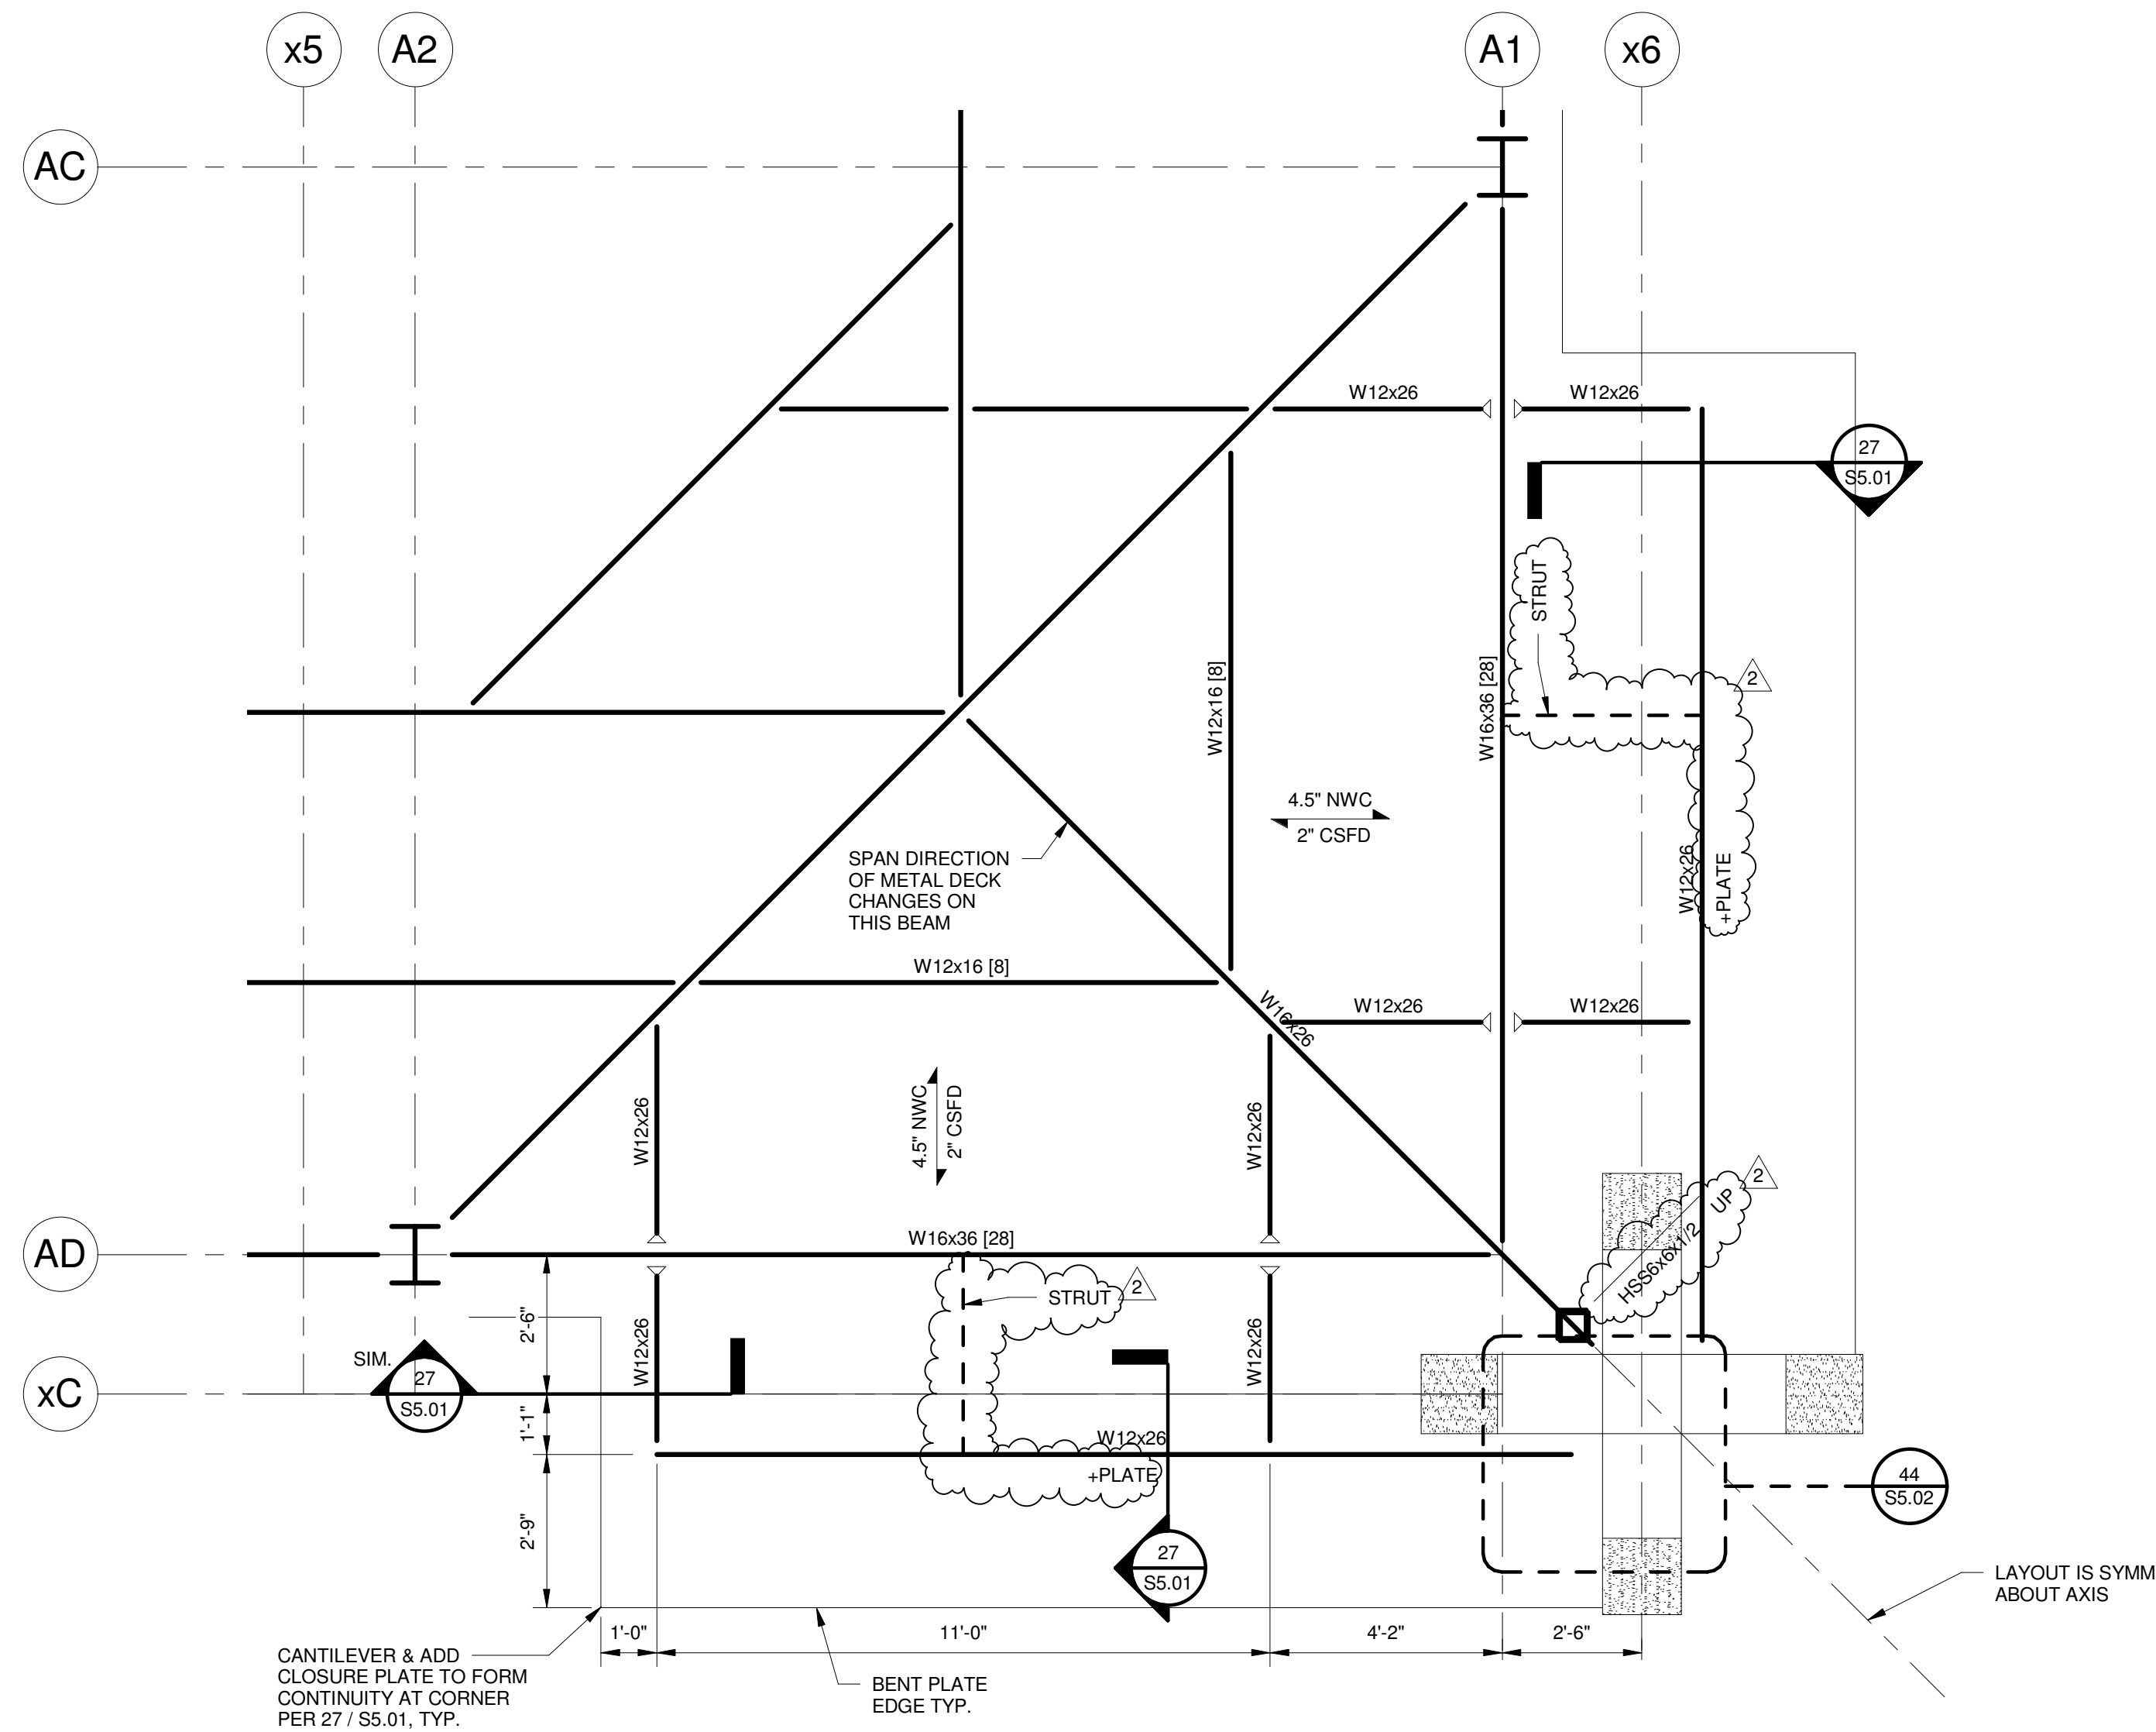 x5
A2
A1
x6
AC
W12x26
W12x26
27
S5.01
STRUT
2
W12x16 [8]
W16x36 [28]
4.5" NWC
2" CSFD
SPAN DIRECTION
OF METAL DECK
CHANGES ON
THIS BEAM
W12x26
+PLATE
W12x16 [8]
W16x26
W12x26
W12x26
W12x26
4.5" NWC
2" CSFD
W12x26
2
UP
HSS6x6x1/2
AD
W16x36 [28]
2'-6"
STRUT
2
W12x26
W12x26
SIM.
27
S5.01
xC
1'-1"
W12x26
+PLATE
2'-9"
44
S5.02
27
S5.01
LAYOUT IS SYMM
ABOUT AXIS
1'-0"
11'-0"
4'-2"
2'-6"
CANTILEVER & ADD
CLOSURE PLATE TO FORM
CONTINUITY AT CORNER
PER 27 / S5.01, TYP.
BENT PLATE
EDGE TYP.